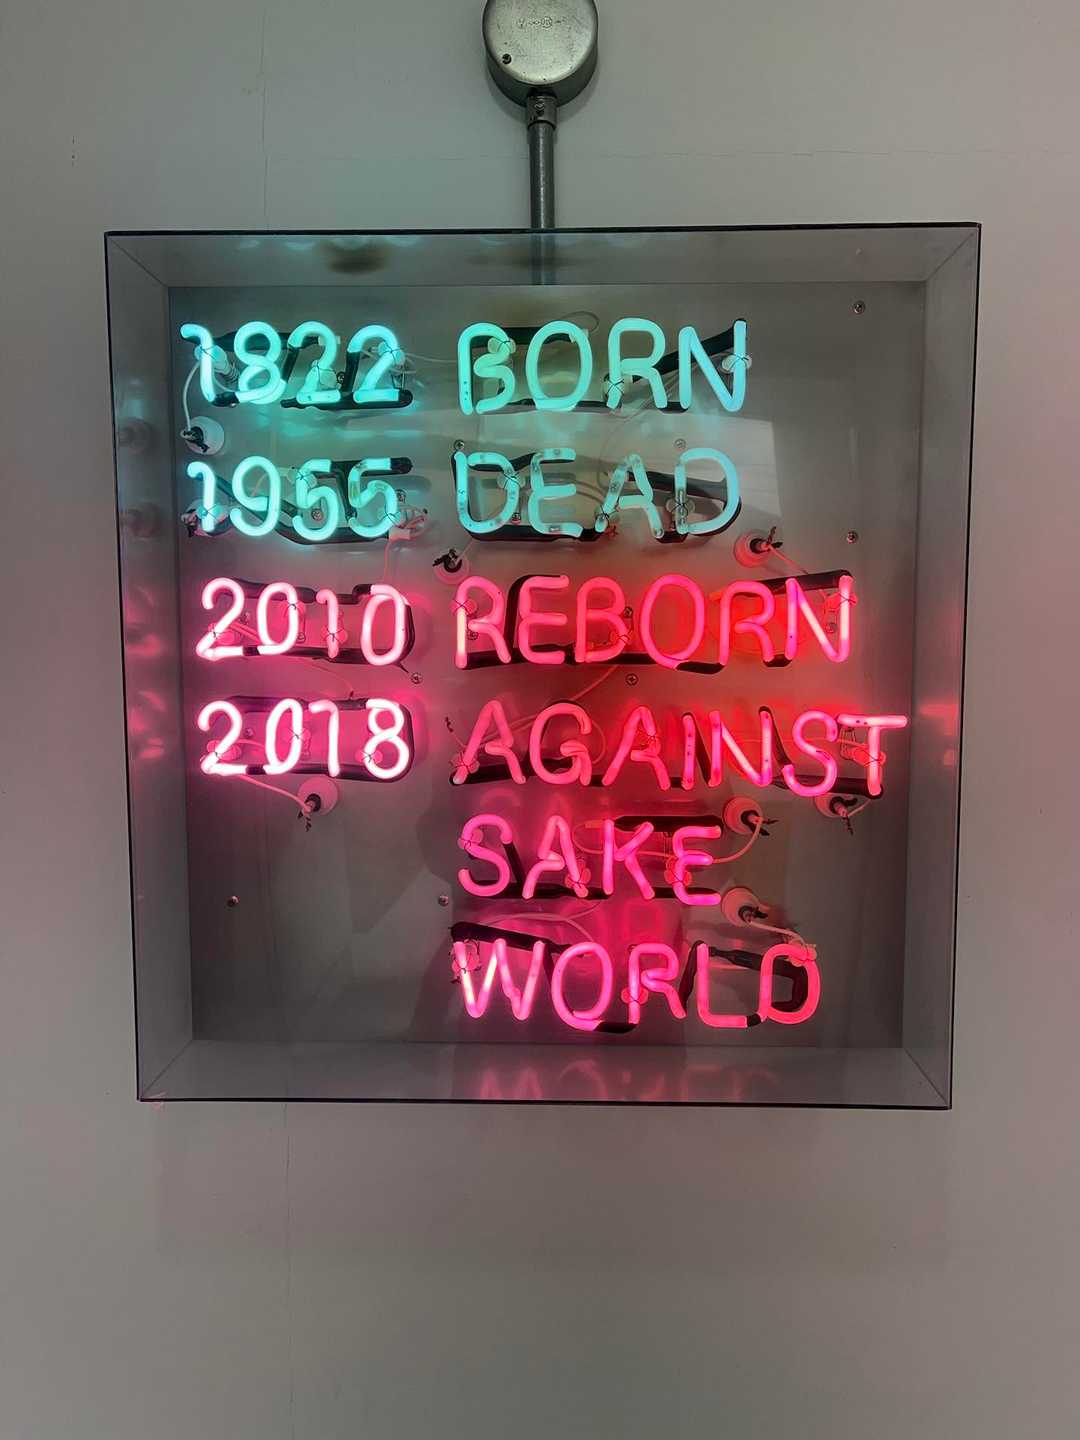 1822 BORN
1955 DEAD
2010 REBORN
2018 AGAINST
SAKE
WORLD